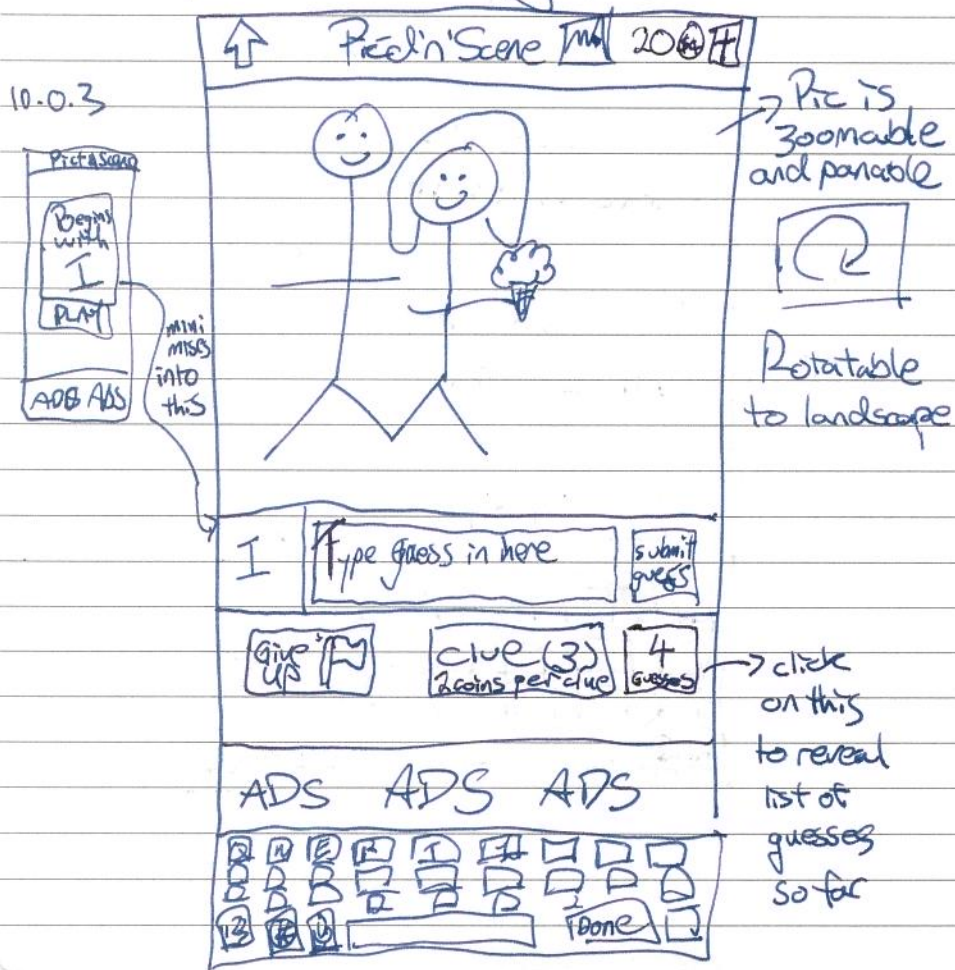 Pic'd'n'Scene 20 +
10.0.3
Pic is
zoomable
and panable
Rotatable
to landscape
Begins
with
I
PLAY
ADS ADS
mini
mises
into
this
I
Type guess in here
submit
guess
Give
up
clue (3)
2 coins per clue
4
Guesses
click
on this
to reveal
list of
guesses
so far
ADS ADS ADS
Done